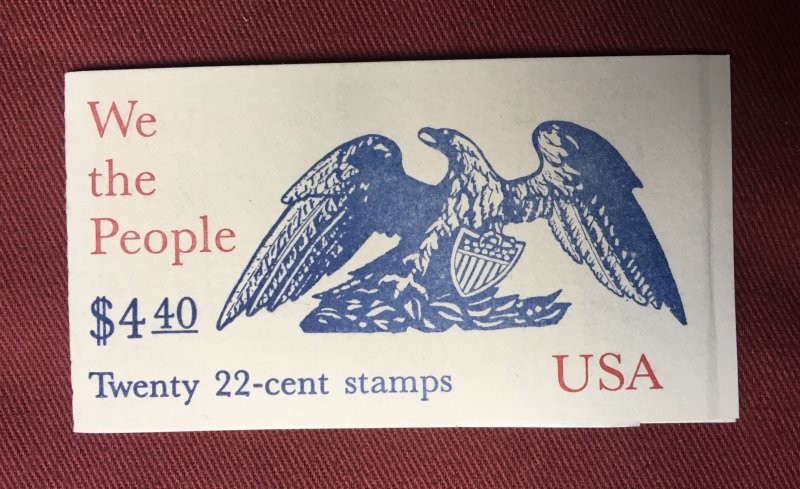 We
the
People
$4 40
Twenty 22-cent stamps
USA